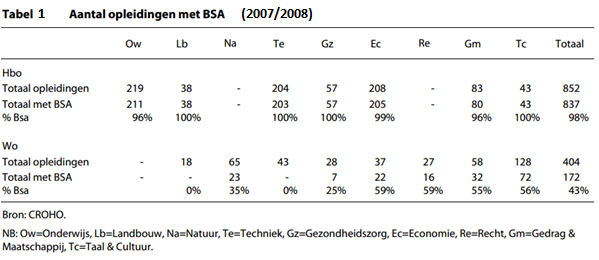 Tabel 1 Aantal opleidingen met BSA (2007/2008)
Ow Lb Na Te Gz Ec Re Gm Tc Totaal
Hbo
Totaal opleidingen 219 38 - 204 57 208 83 43 852
Totaal met BSA 211 38 - 203 57 205 - 80 43 837
% Bsa 96% 100% 100% 100% 99% 96% 100% 98%
Wo
Totaal opleidingen - 18 65 43 28 37 27 58 128 404
Totaal met BSA - 23 - 7 22 16 32 72 172
% Bsa 0% 35% 0% 25% 59% 59% 55% 56% 43%
Bron: CROHO.
NB: Ow=Onderwijs, Lb=Landbouw, Na=Natuur, Te=Techniek, Gz=Gezondheidszorg, Ec=Economie, Re=Recht, Gm=Gedrag &
Maatschappij, Tc=Taal & Cultuur.